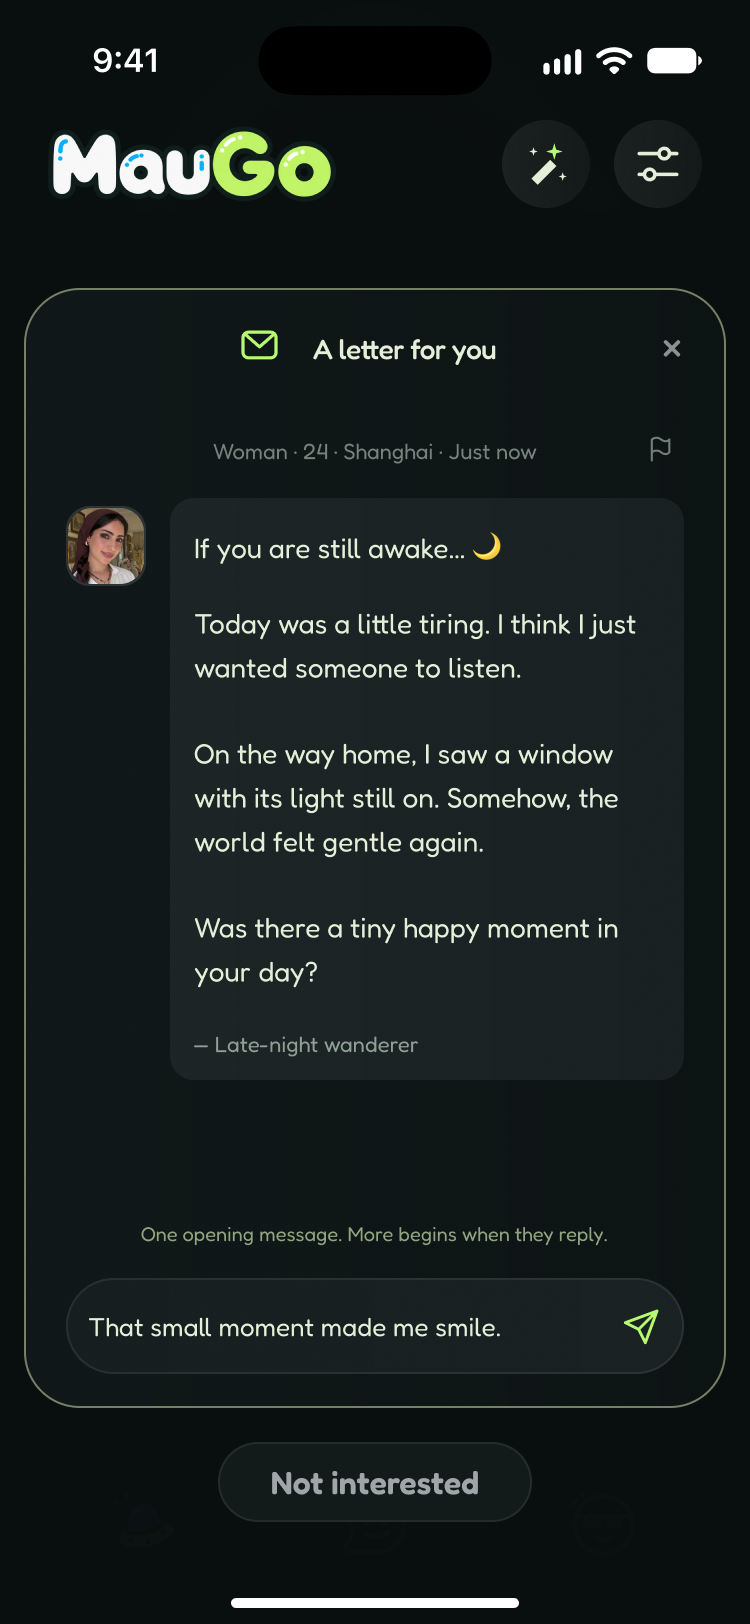 9:41
MauGo
A letter for you
Woman · 24 · Shanghai · Just now
If you are still awake... 🌙
Today was a little tiring. I think I just
wanted someone to listen.
On the way home, I saw a window
with its light still on. Somehow, the
world felt gentle again.
Was there a tiny happy moment in
your day?
— Late-night wanderer
One opening message. More begins when they reply.
That small moment made me smile.
Not interested